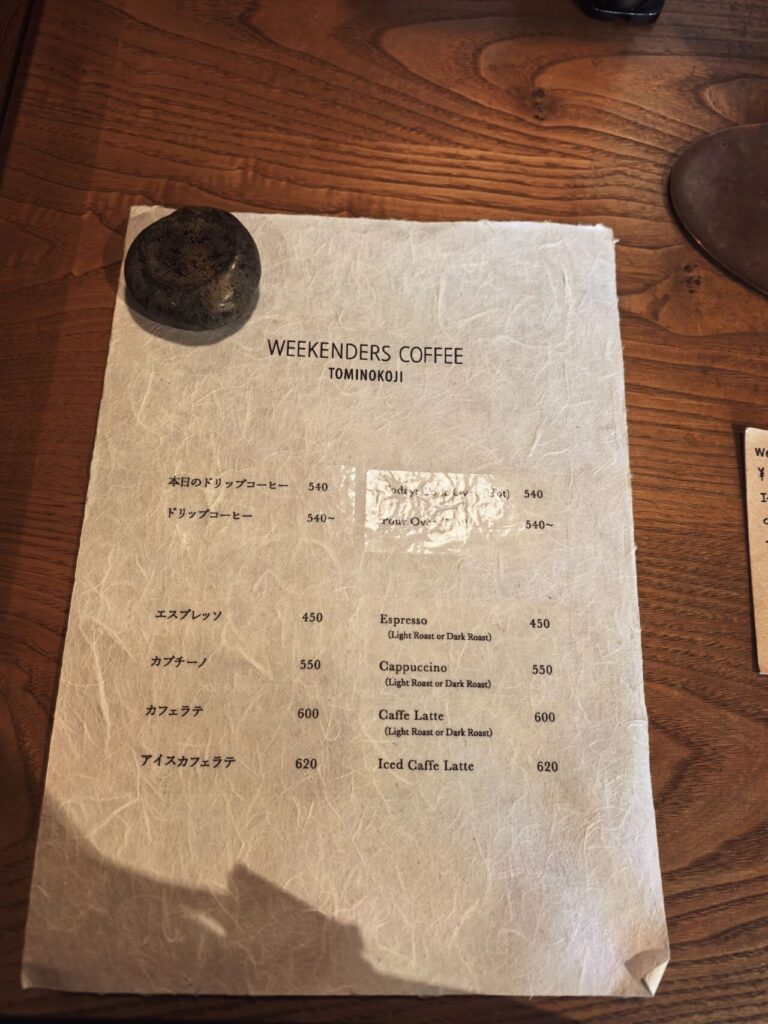 WEEKENDERS COFFEE
TOMINOKOJI
本日のドリップコーヒー 540
ドリップコーヒー 540~
エスプレッソ 450
カプチーノ 550
カフェラテ 600
アイスカフェラテ 620
540
540~
Espresso 450
(Light Roast or Dark Roast)
Cappuccino 550
(Light Roast or Dark Roast)
Caffe Latte 600
(Light Roast or Dark Roast)
Iced Caffe Latte 620
We
¥